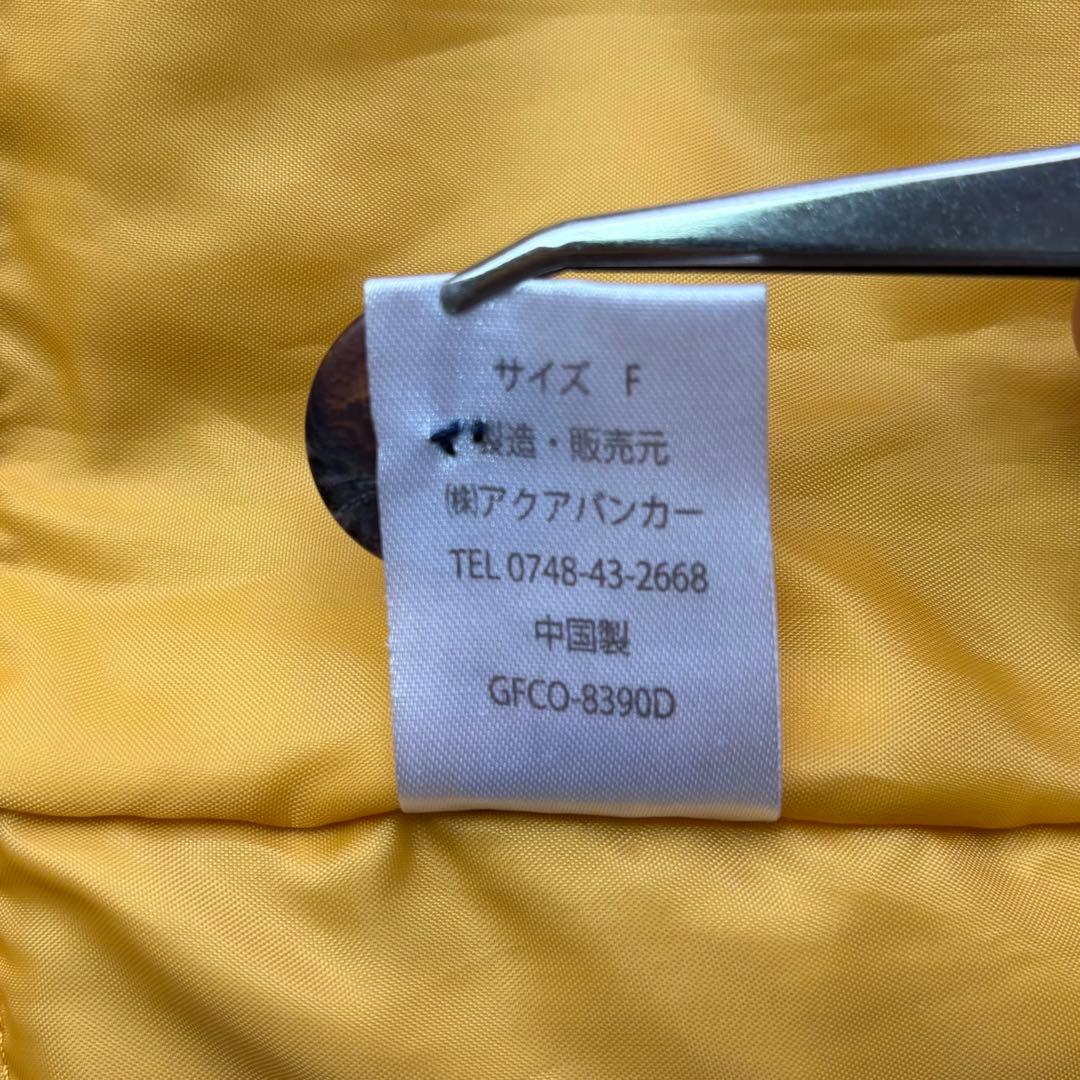 サイズ F
製造・販売元
㈱アクアバンカー
TEL 0748-43-2668
中国製
GFCO-8390D